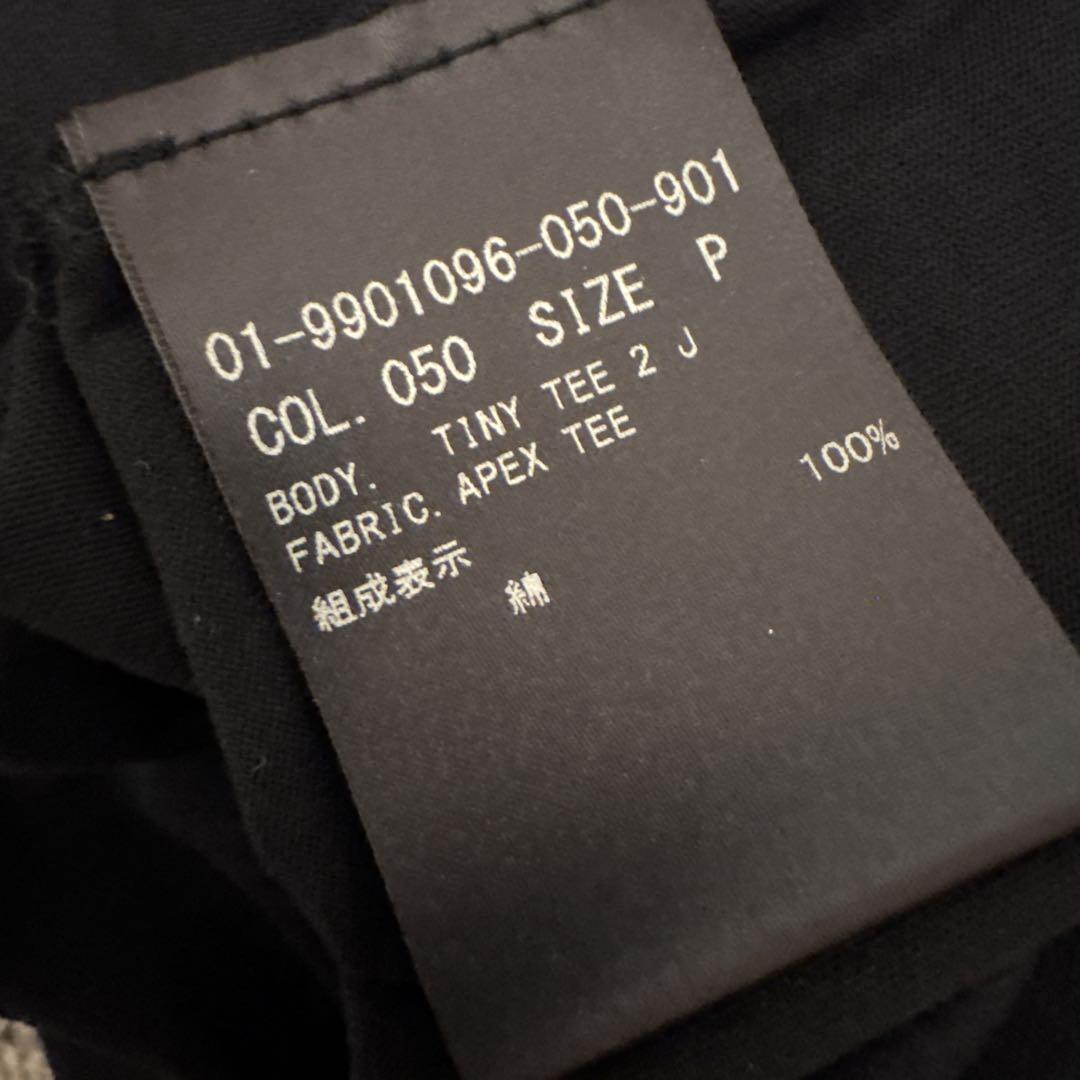 01-9901096-050-901
COL. 050 SIZE P
BODY. TINY TEE 2 J
FABRIC. APEX TEE
組成表示
綿 100%